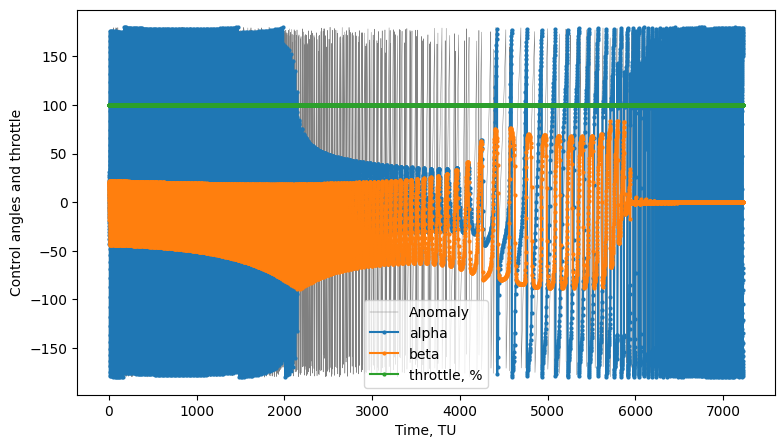 Control angles and throttle
150
100
50
0
−50
−100
−150
Anomaly
alpha
beta
throttle, %
0 1000 2000 3000 4000 5000 6000 7000
Time, TU